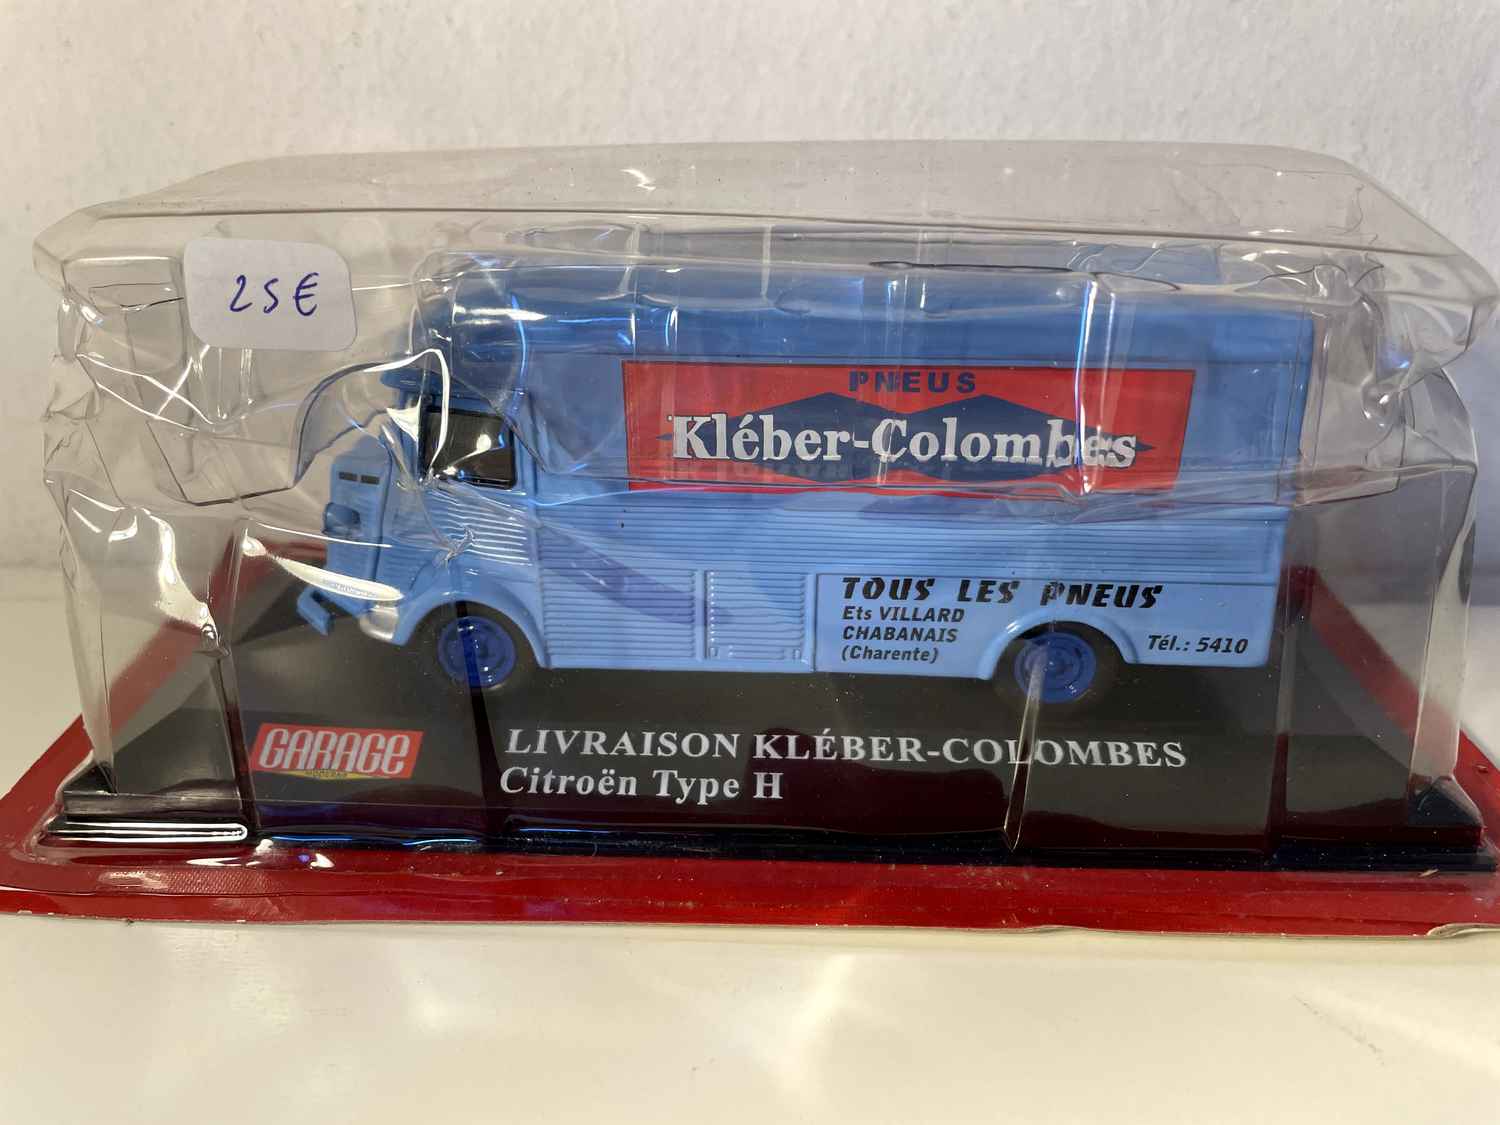 25€
PNEUS
Kléber-Colombes
TOUS LES PNEUS
Ets VILLARD
CHABANAIS
(Charente)
Tél.: 5410
GARAGE
MODERNE
LIVRAISON KLÉBER-COLOMBES
Citroën Type H